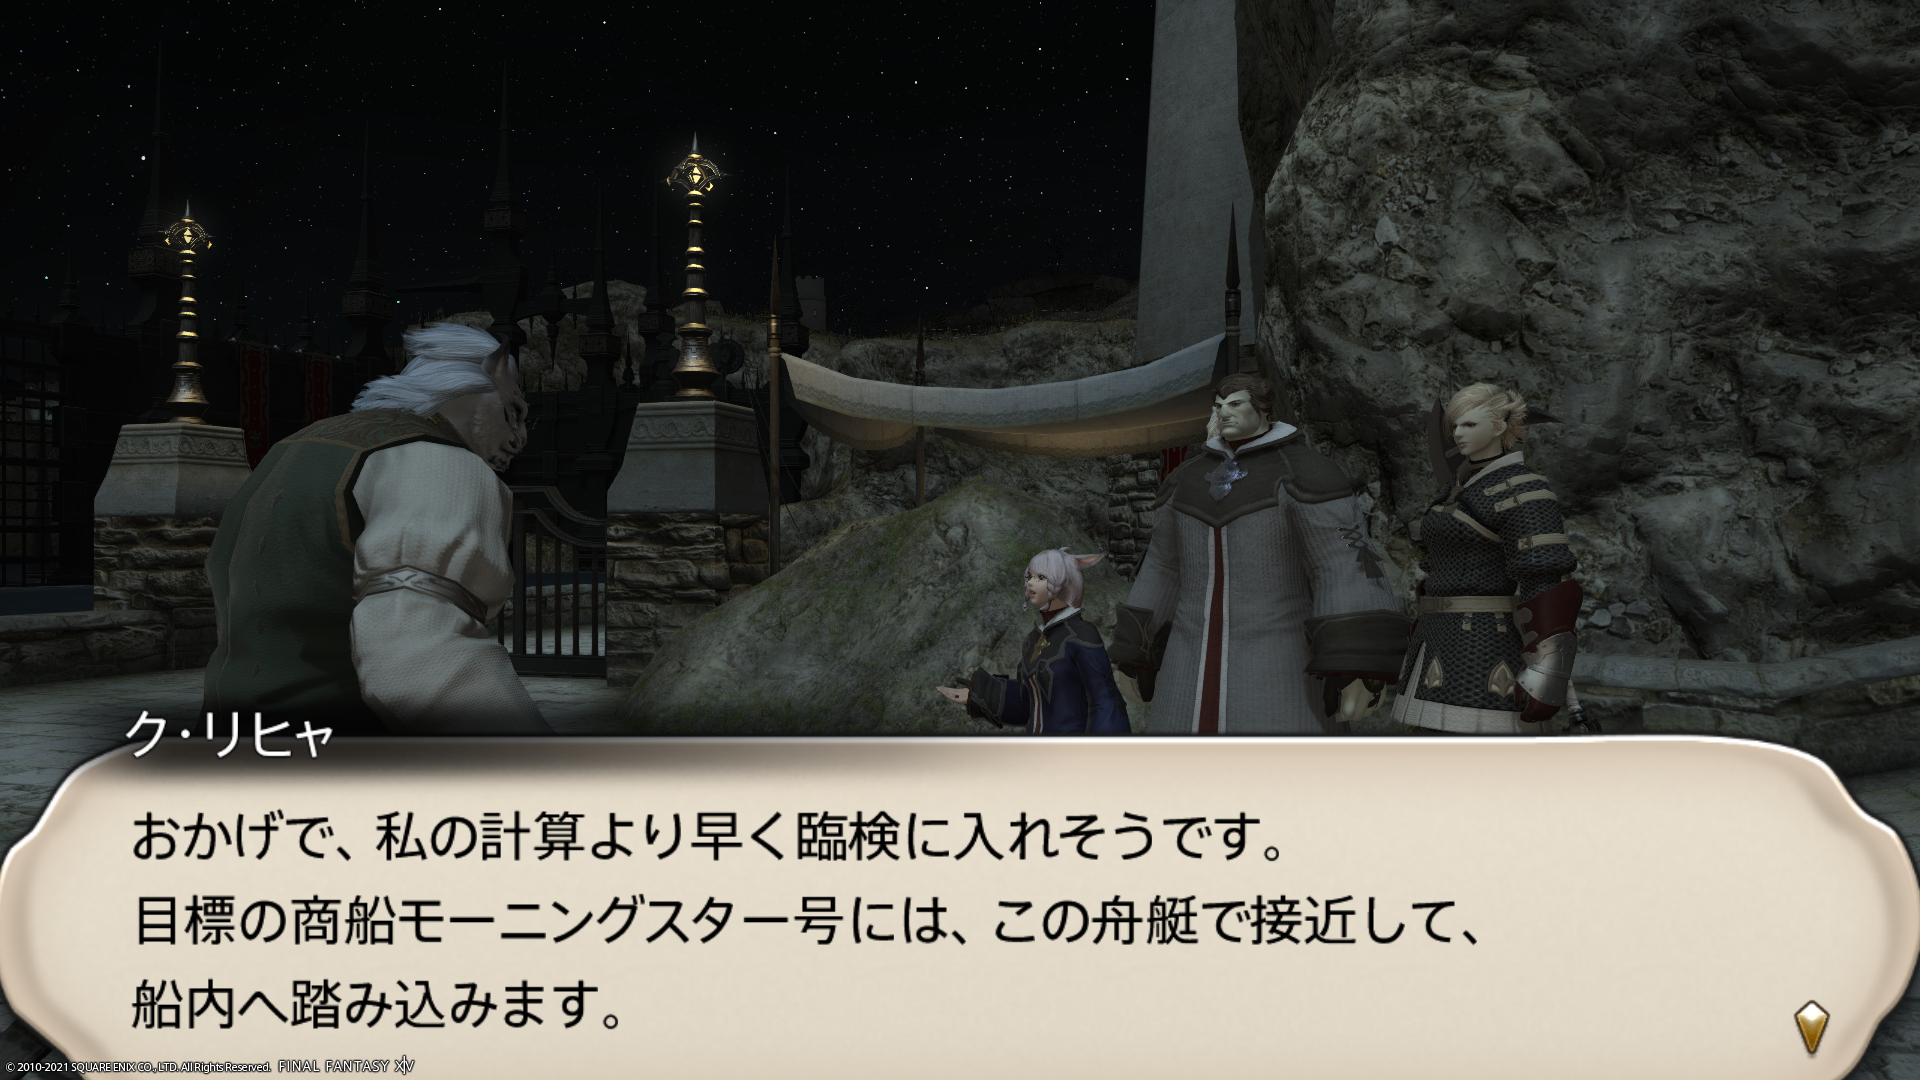 ク・リヒャ
おかげで、私の計算より早く臨検に入れそうです。
目標の商船モーニングスター号には、この舟艇で接近して、
船内へ踏み込みます。
© 2010-2021 SQUARE ENIX CO., LTD. All Rights Reserved. FINAL FANTASY XIV